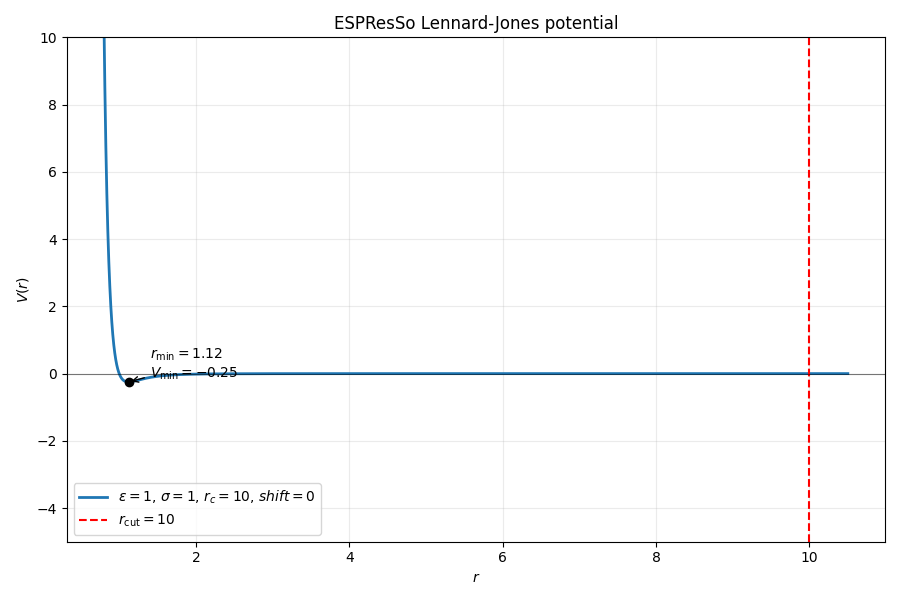 ESPResSo Lennard-Jones potential
10
8
6
4
2
0
−2
−4
V(r)
r_min = 1.12
V_min = −0.25
ε = 1, σ = 1, r_c = 10, shift = 0
r_cut = 10
2 4 6 8 10
r